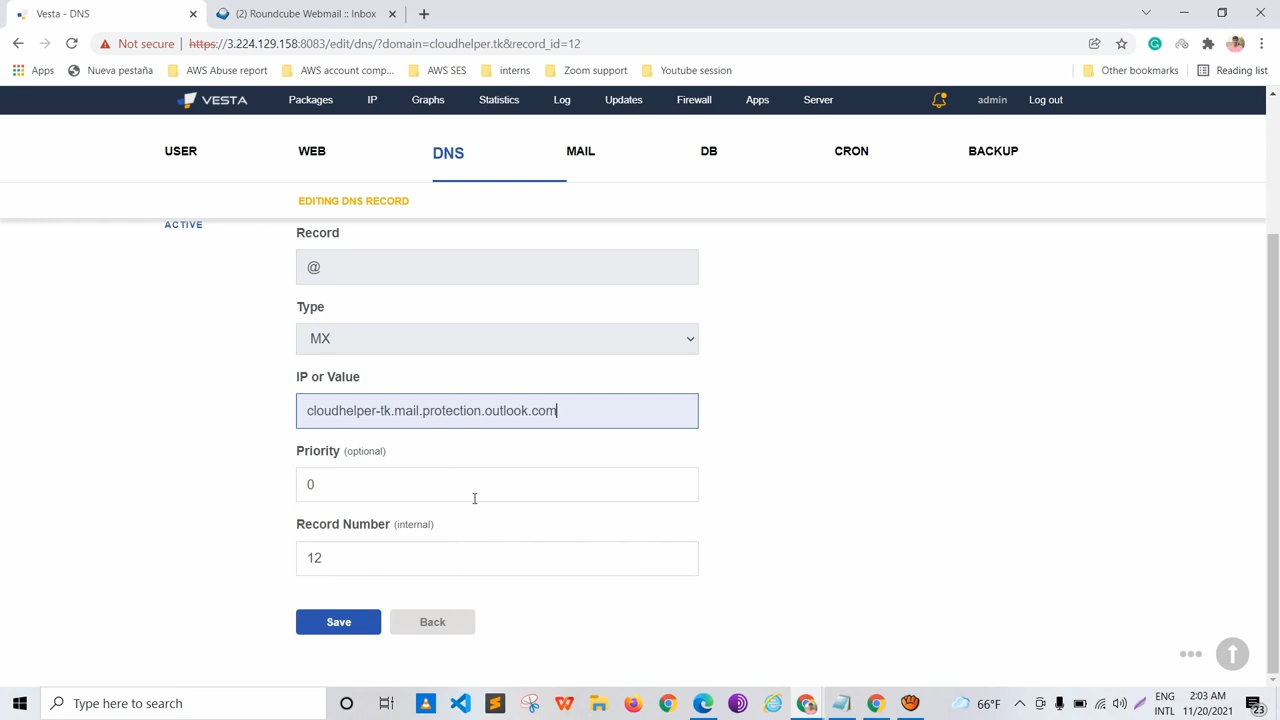 Vesta - DNS
(2) Roundcube Webmail :: Inbox
Not secure
https://3.224.129.158:8083/edit/dns/?domain=cloudhelper.tk&record_id=12
Apps
Nueva pestaña
AWS Abuse report
AWS account comp...
AWS SES
interns
Zoom support
Youtube session
Other bookmarks
Reading list
VESTA
Packages
IP
Graphs
Statistics
Log
Updates
Firewall
Apps
Server
admin
Log out
USER
WEB
DNS
MAIL
DB
CRON
BACKUP
EDITING DNS RECORD
ACTIVE
Record
@
Type
MX
IP or Value
cloudhelper-tk.mail.protection.outlook.com
Priority (optional)
0
Record Number (internal)
12
Save
Back
Type here to search
66°F
ENG
INTL
2:03 AM
11/20/2021
23